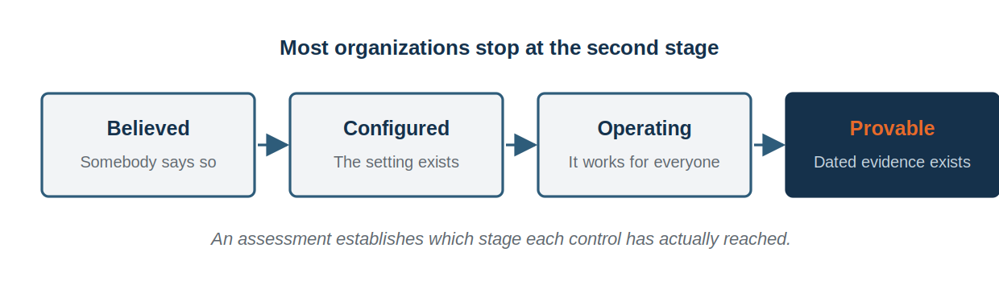 Most organizations stop at the second stage
Believed
Somebody says so
Configured
The setting exists
Operating
It works for everyone
Provable
Dated evidence exists
An assessment establishes which stage each control has actually reached.